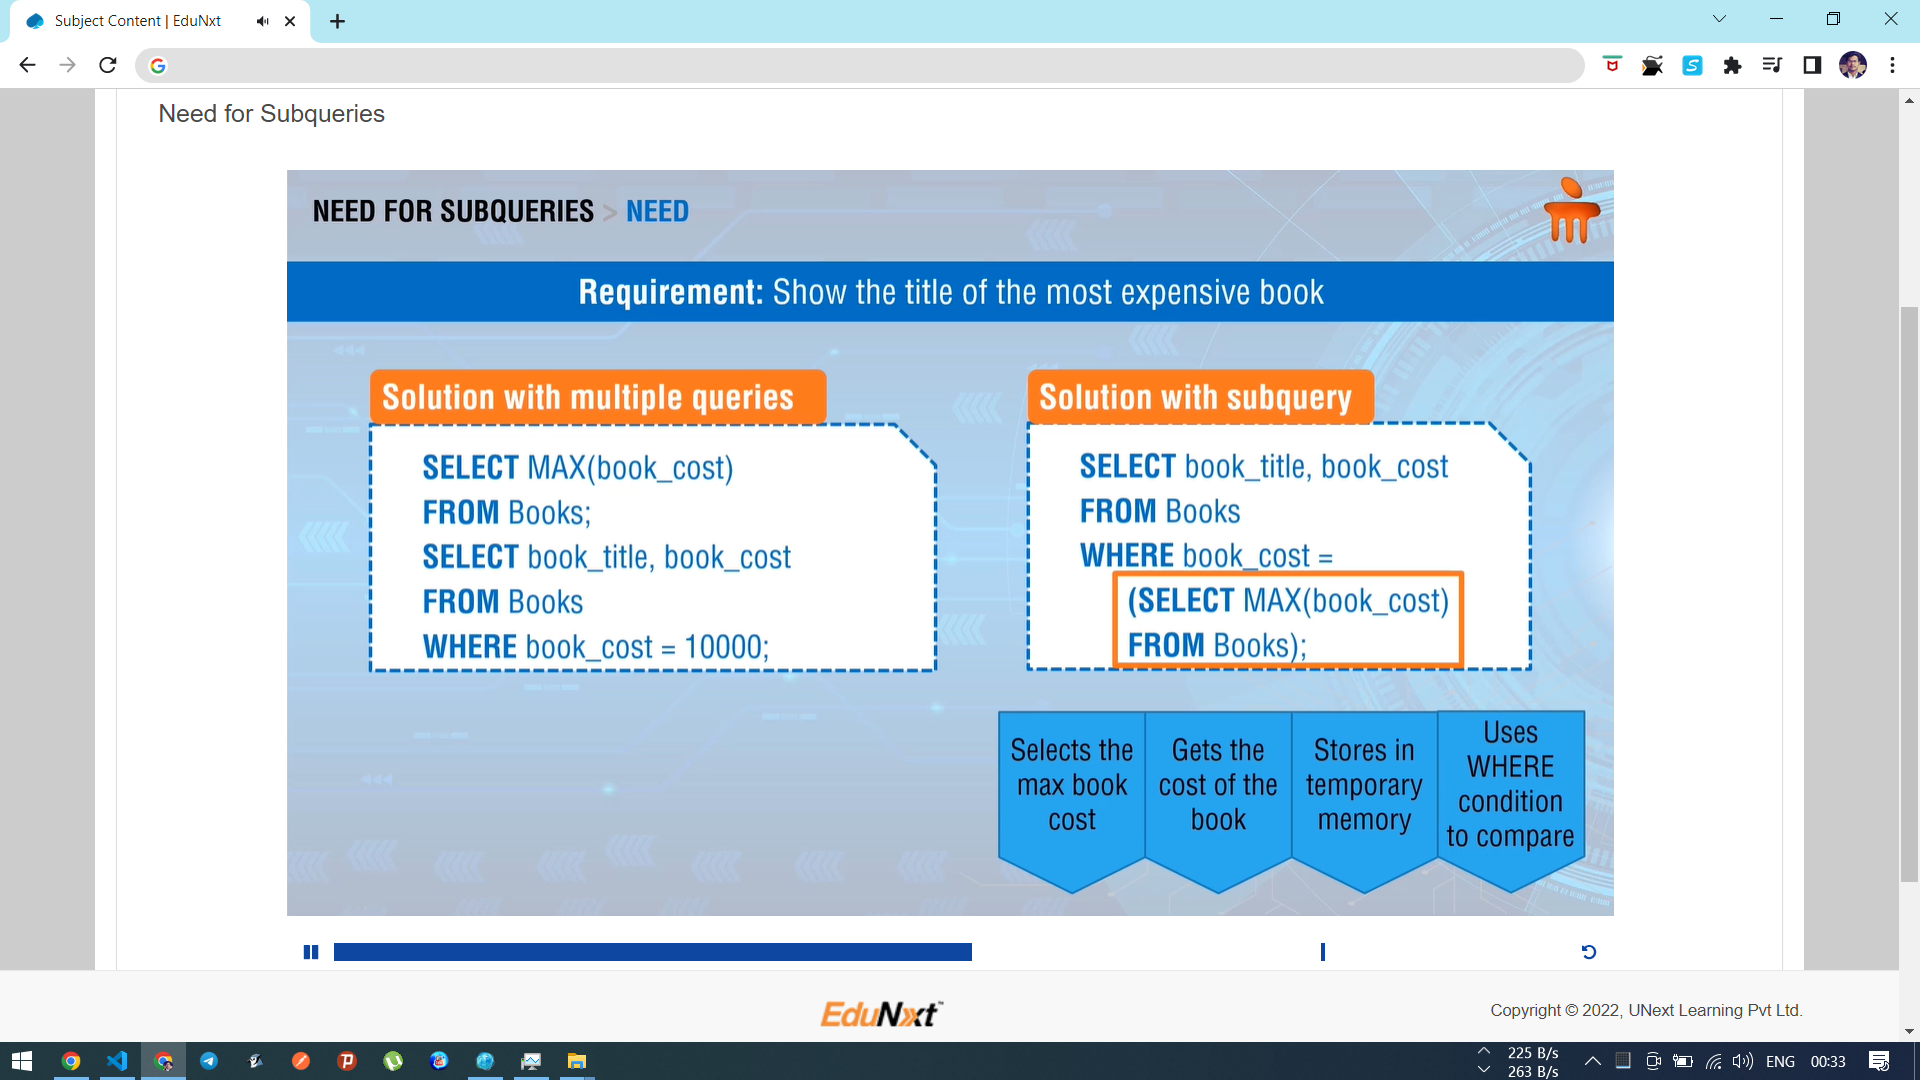 Subject Content | EduNxt
Need for Subqueries
NEED FOR SUBQUERIES > NEED
Requirement: Show the title of the most expensive book
Solution with multiple queries
SELECT MAX(book_cost)
FROM Books;
SELECT book_title, book_cost
FROM Books
WHERE book_cost = 10000;
Solution with subquery
SELECT book_title, book_cost
FROM Books
WHERE book_cost =
(SELECT MAX(book_cost)
FROM Books);
Selects the
max book
cost
Gets the
cost of the
book
Stores in
temporary
memory
Uses
WHERE
condition
to compare
EduNxt™
Copyright © 2022, UNext Learning Pvt Ltd.
225 B/s
263 B/s
ENG
00:33